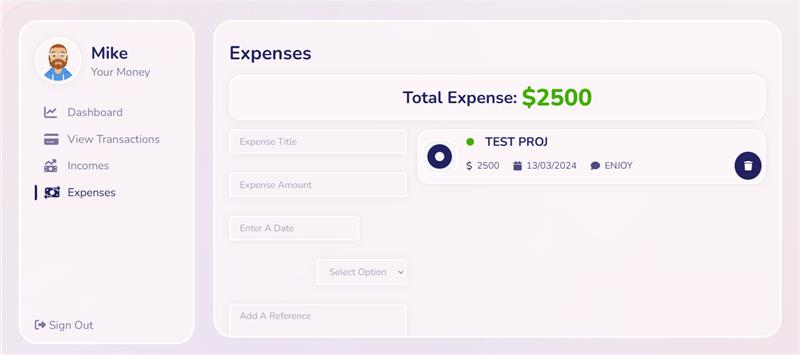 Mike
Your Money
Dashboard
View Transactions
Incomes
Expenses
Sign Out
Expenses
Total Expense: $2500
Expense Title
Expense Amount
Enter A Date
Select Option
Add A Reference
TEST PROJ
$ 2500 13/03/2024 ENJOY